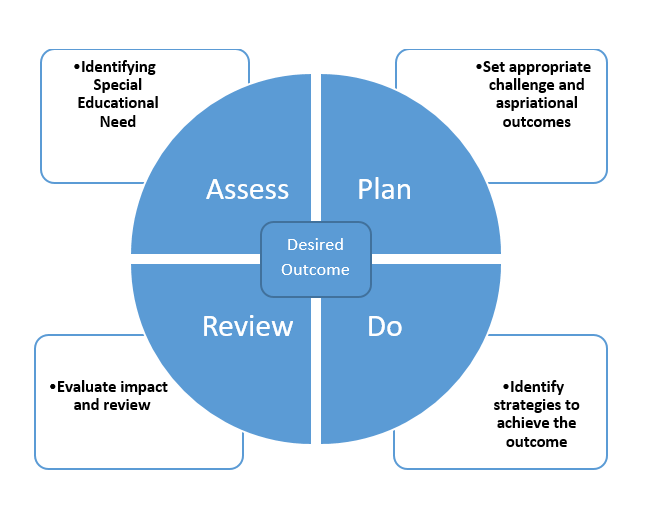 •Identifying
Special
Educational
Need
•Set appropriate
challenge and
aspriational
outcomes
Assess
Plan
Desired
Outcome
Review
Do
•Evaluate impact
and review
•Identify
strategies to
achieve the
outcome